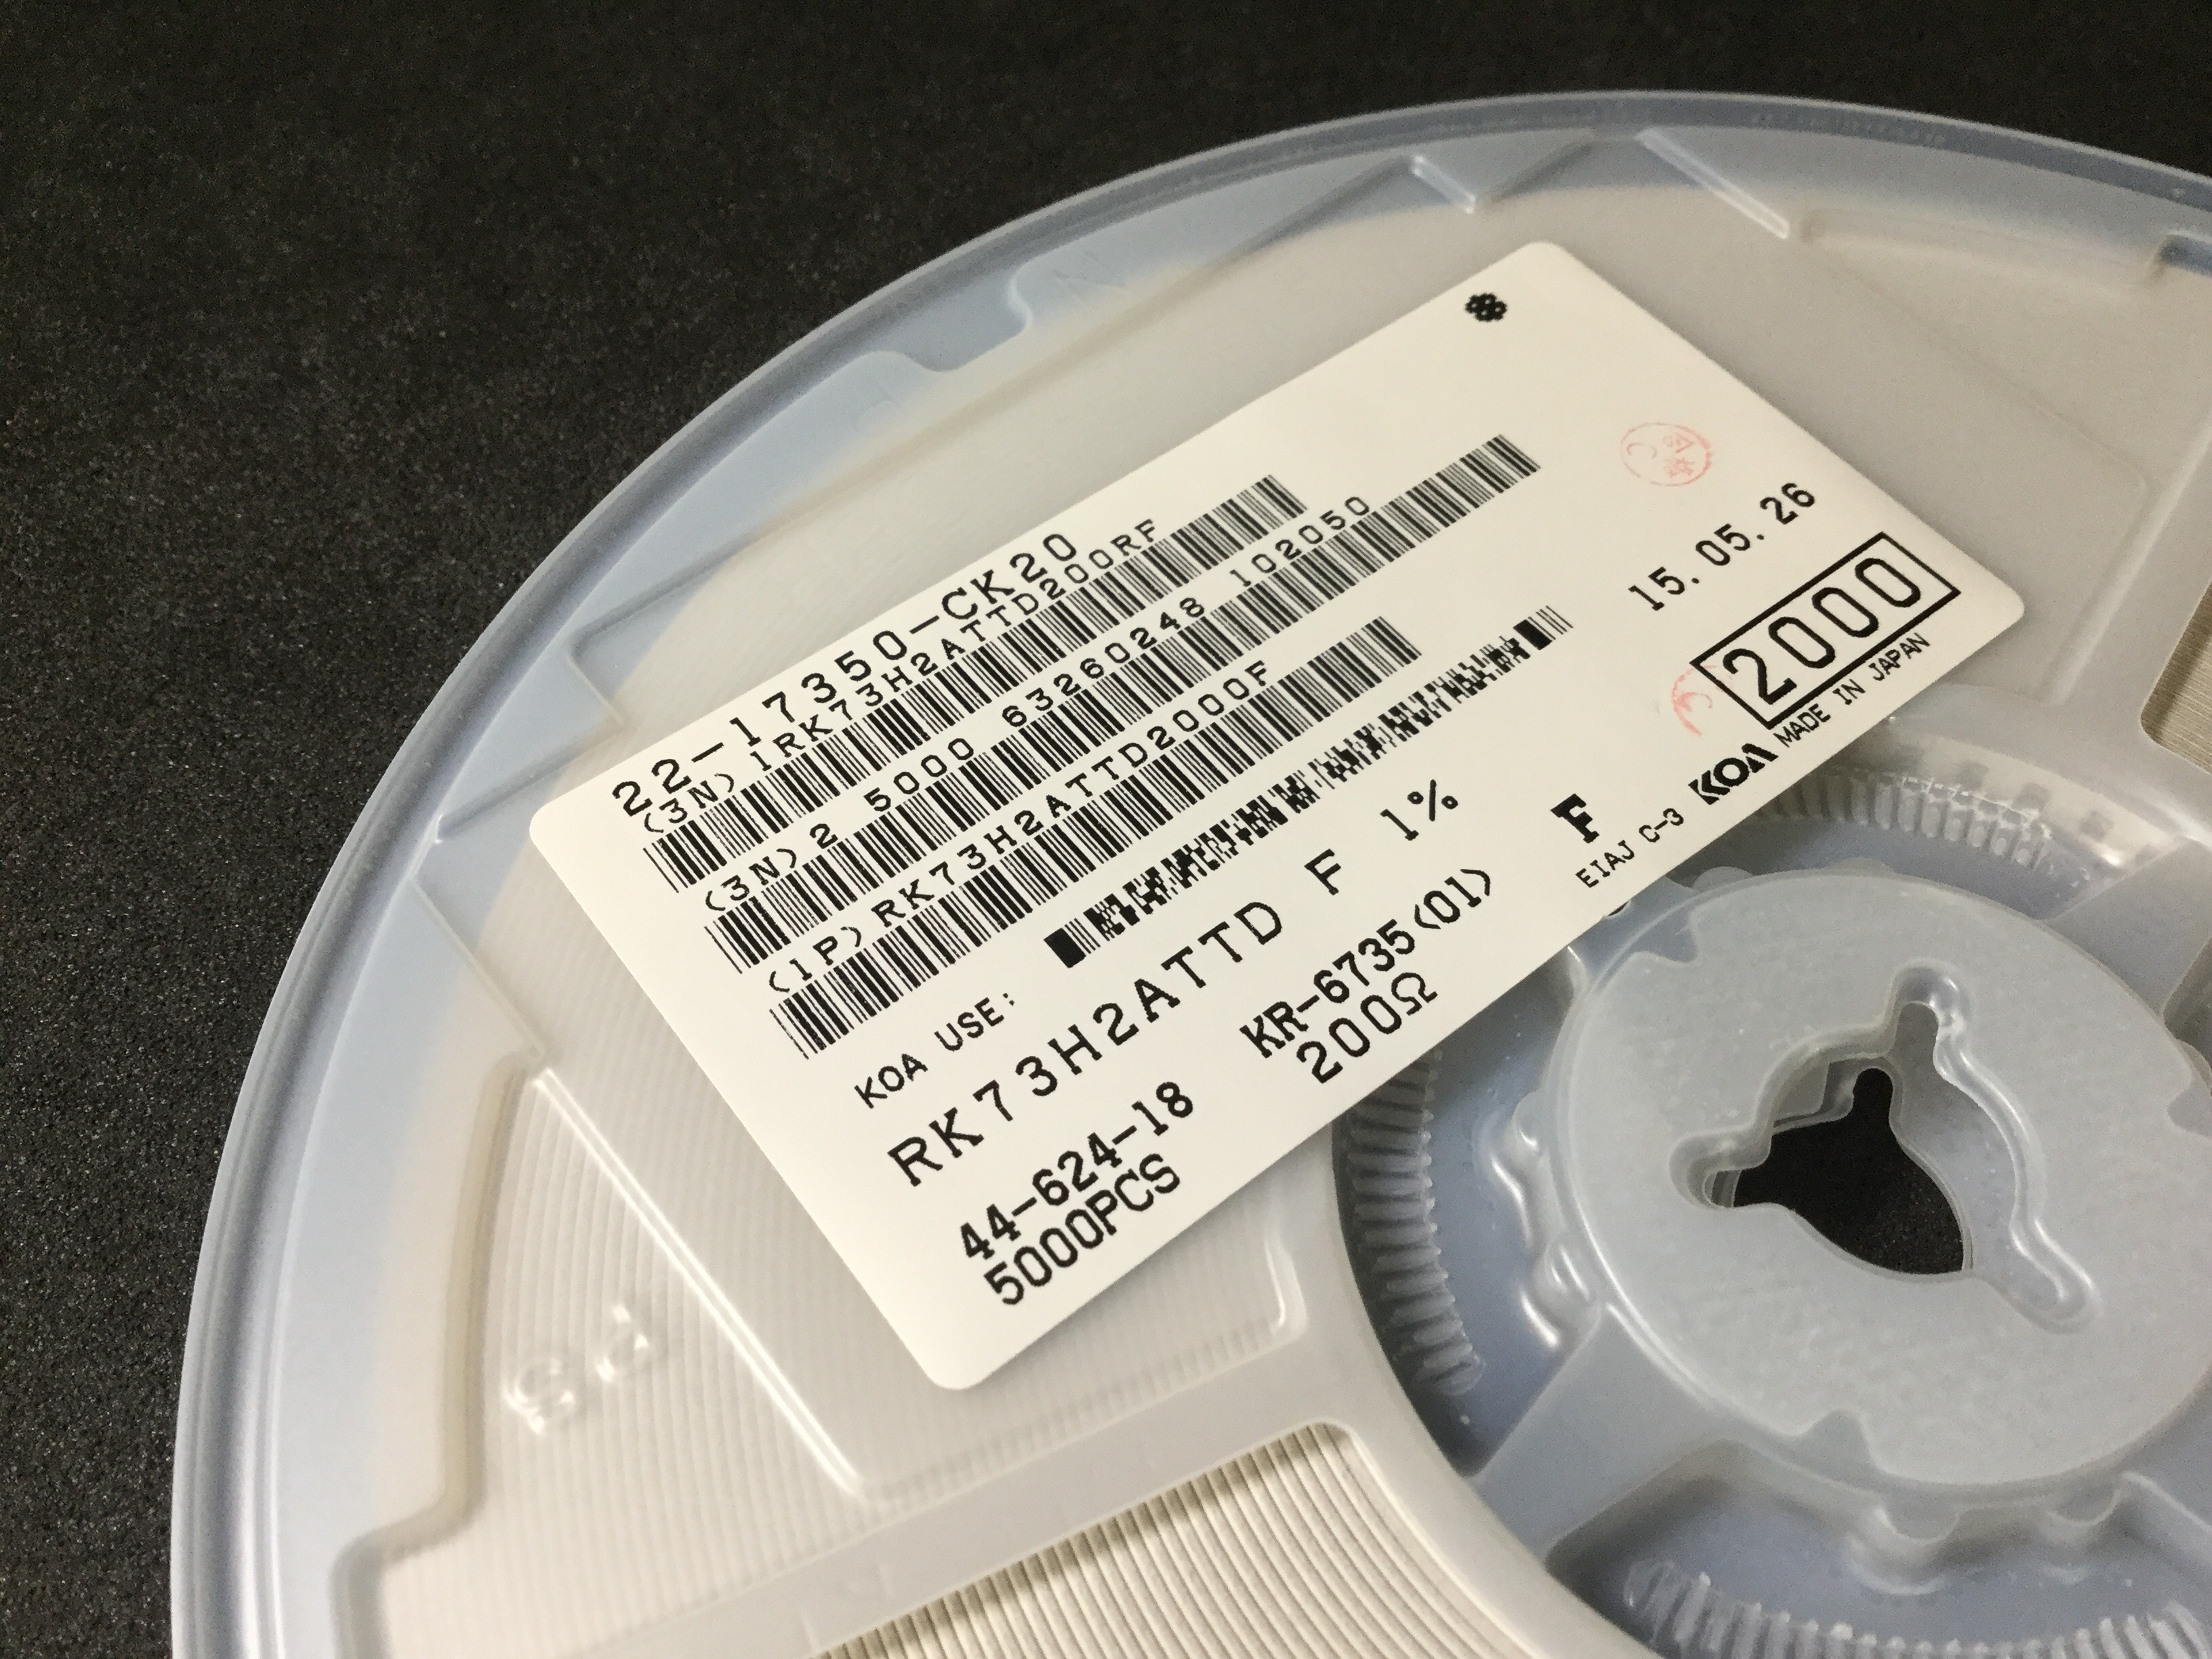 22-17350-CK20
(3N)1RK73H2ATTD200RF
(3N)2 5000 63260248 102050
(1P)RK73H2ATTD2000F
KOA USE:
RK73H2ATTD F 1%
44-624-18 KR-6735(01)
5000PCS 200Ω
15.05.26
2000
F
EIAJ C-3 KOA MADE IN JAPAN